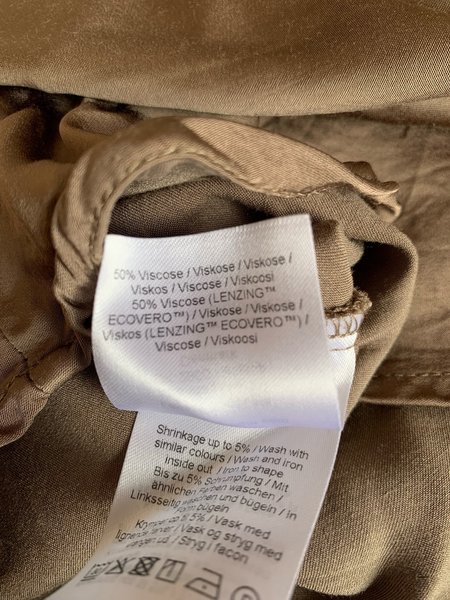 50% Viscose / Viskose / Viskose /
Viskos / Viscose / Viskoosi
50% Viscose (LENZING™
ECOVERO™) / Viskose / Viskose /
Viskos (LENZING™ ECOVERO™) /
Viscose / Viskoosi
Shrinkage up to 5% / Wash with
similar colours / Wash and iron
inside out / Iron to shape
Bis zu 5% Schrumpfung / Mit
ähnlichen Farben waschen /
Linksseitig waschen und bügeln / in
Form bügeln
Krymper op til 5% / Vask med
lignende farver / Vask og stryg med
vrangen ud / Stryg i facon